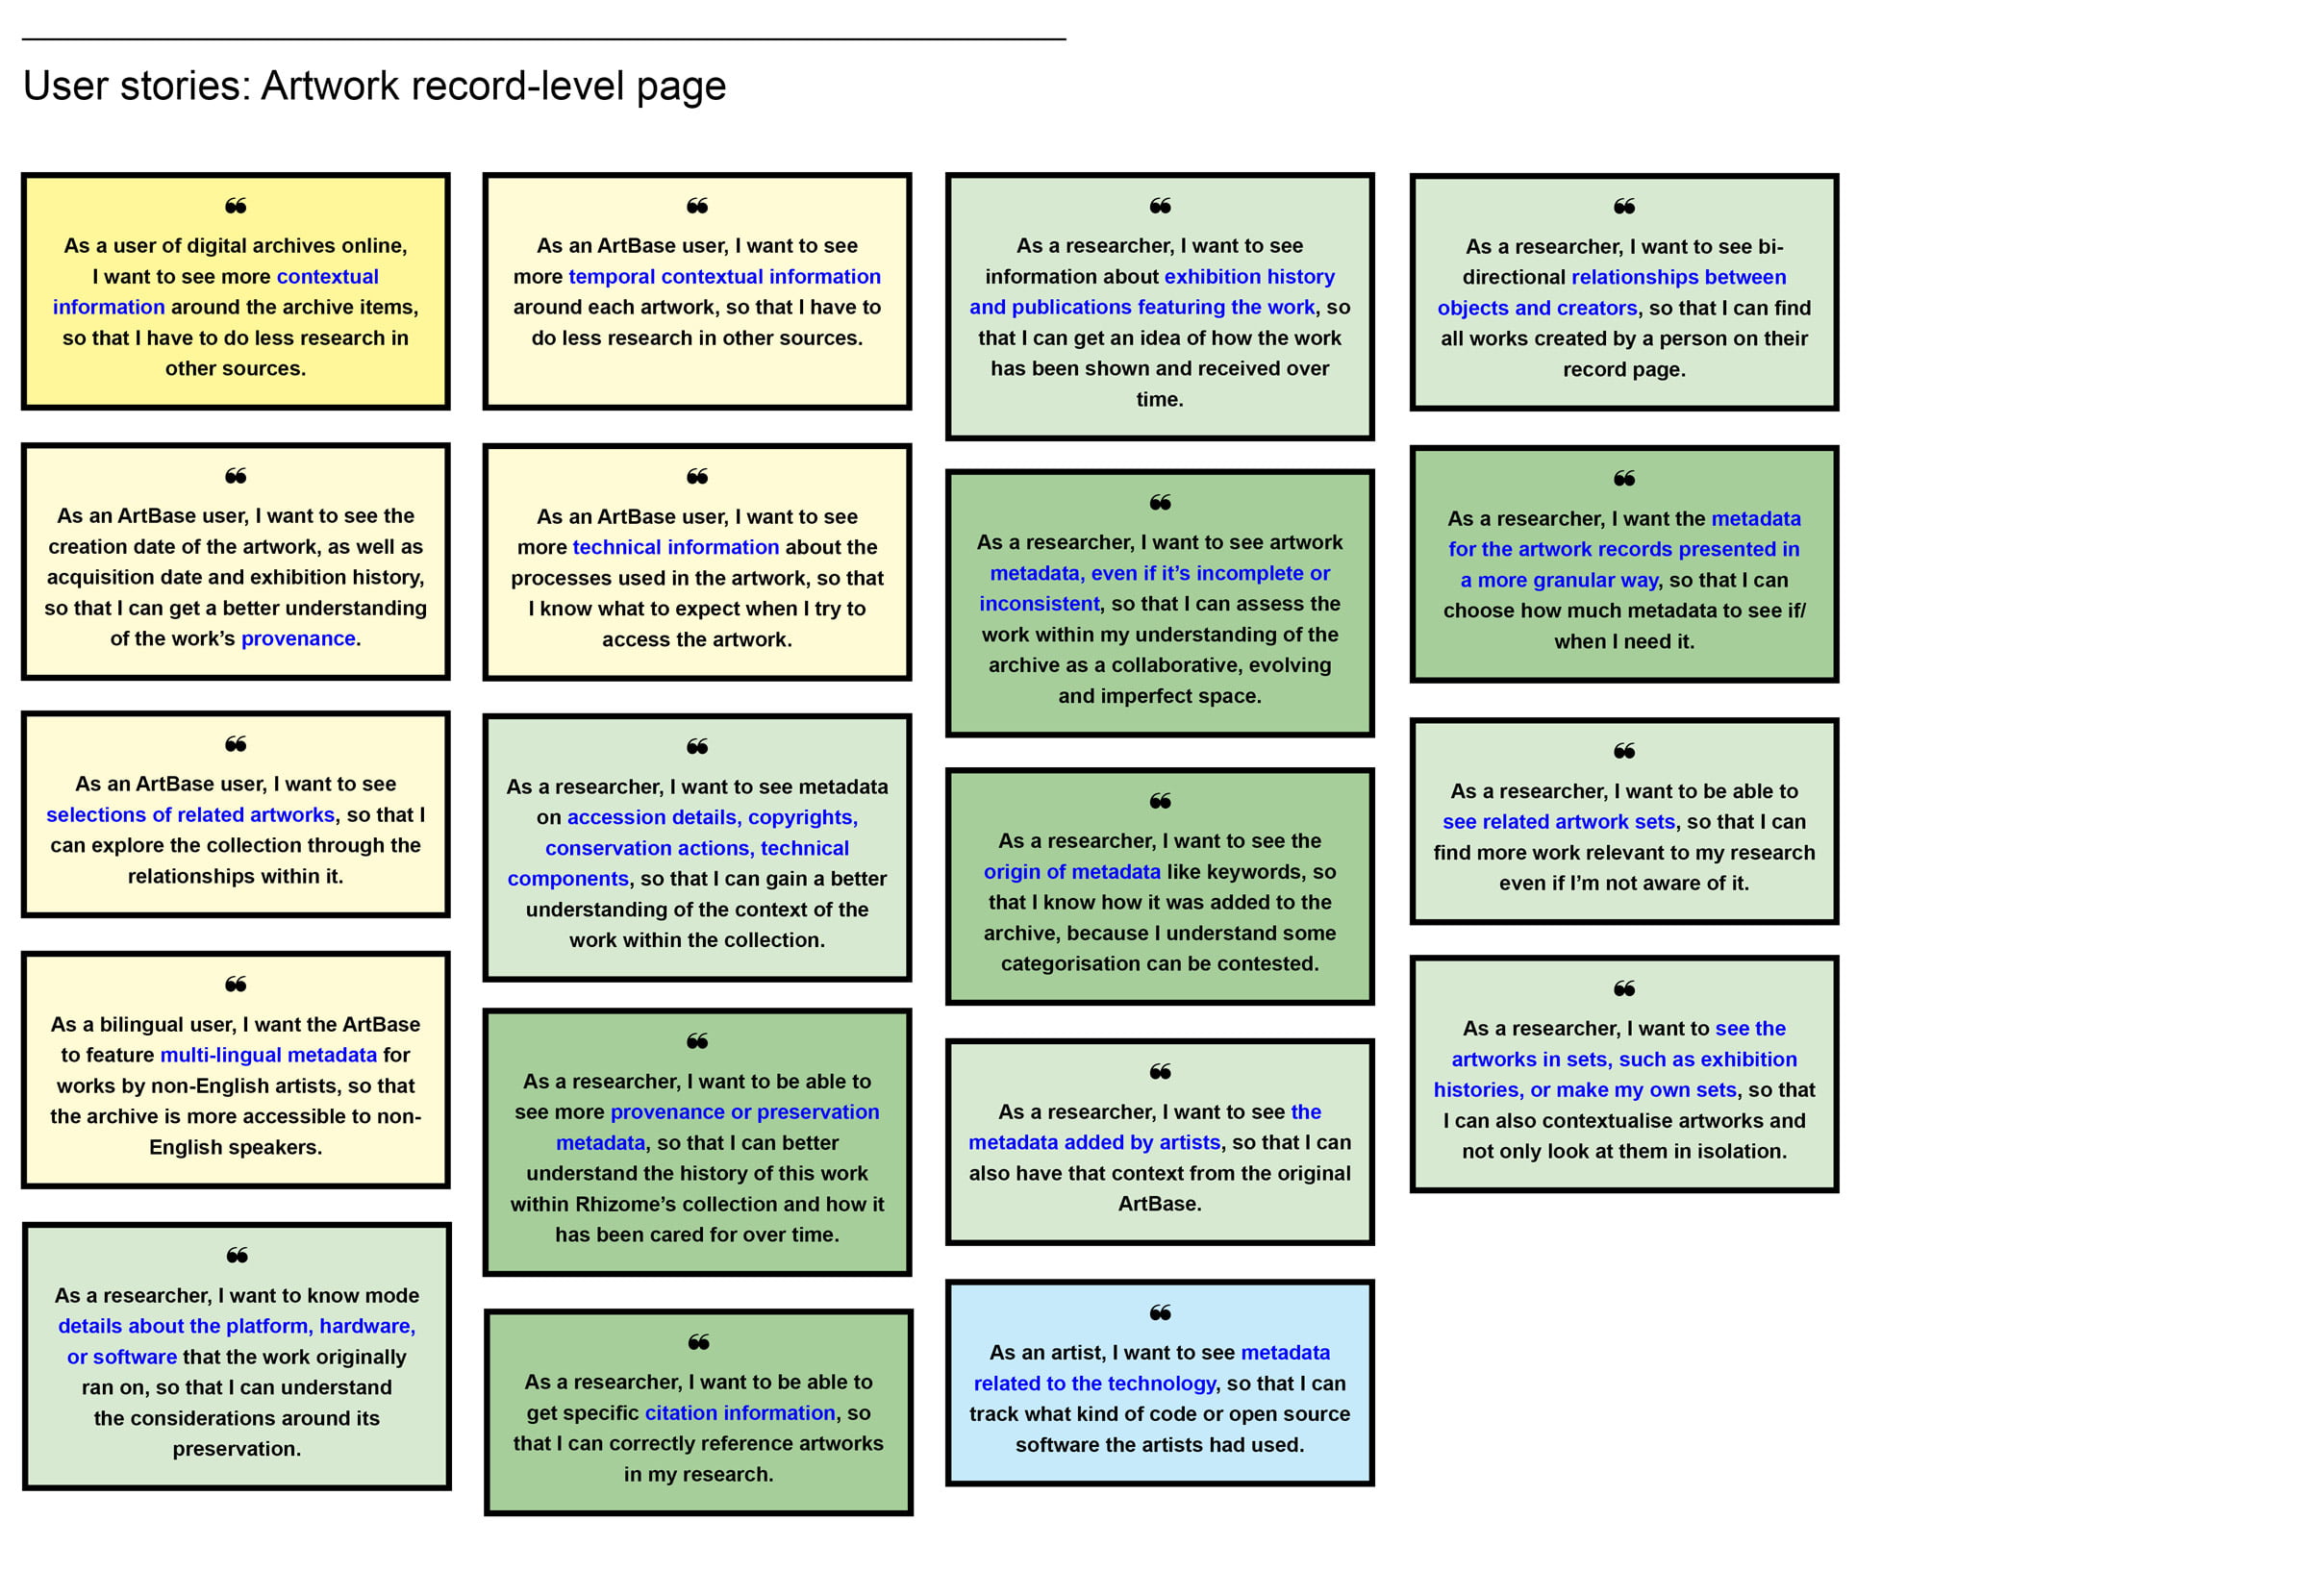 User stories: Artwork record-level page
❝
As a user of digital archives online,
I want to see more contextual
information around the archive items,
so that I have to do less research in
other sources.
❝
As an ArtBase user, I want to see the
creation date of the artwork, as well as
acquisition date and exhibition history,
so that I can get a better understanding
of the work’s provenance.
❝
As an ArtBase user, I want to see
selections of related artworks, so that I
can explore the collection through the
relationships within it.
❝
As a bilingual user, I want the ArtBase
to feature multi-lingual metadata for
works by non-English artists, so that
the archive is more accessible to non-
English speakers.
❝
As a researcher, I want to know mode
details about the platform, hardware,
or software that the work originally
ran on, so that I can understand
the considerations around its
preservation.
❝
As an ArtBase user, I want to see
more temporal contextual information
around each artwork, so that I have to
do less research in other sources.
❝
As an ArtBase user, I want to see
more technical information about the
processes used in the artwork, so that
I know what to expect when I try to
access the artwork.
❝
As a researcher, I want to see metadata
on accession details, copyrights,
conservation actions, technical
components, so that I can gain a better
understanding of the context of the
work within the collection.
❝
As a researcher, I want to be able to
see more provenance or preservation
metadata, so that I can better
understand the history of this work
within Rhizome’s collection and how it
has been cared for over time.
❝
As a researcher, I want to be able to
get specific citation information, so
that I can correctly reference artworks
in my research.
❝
As a researcher, I want to see
information about exhibition history
and publications featuring the work, so
that I can get an idea of how the work
has been shown and received over
time.
❝
As a researcher, I want to see artwork
metadata, even if it’s incomplete or
inconsistent, so that I can assess the
work within my understanding of the
archive as a collaborative, evolving
and imperfect space.
❝
As a researcher, I want to see the
origin of metadata like keywords, so
that I know how it was added to the
archive, because I understand some
categorisation can be contested.
❝
As a researcher, I want to see the
metadata added by artists, so that I can
also have that context from the original
ArtBase.
❝
As an artist, I want to see metadata
related to the technology, so that I can
track what kind of code or open source
software the artists had used.
❝
As a researcher, I want to see bi-
directional relationships between
objects and creators, so that I can find
all works created by a person on their
record page.
❝
As a researcher, I want the metadata
for the artwork records presented in
a more granular way, so that I can
choose how much metadata to see if/
when I need it.
❝
As a researcher, I want to be able to
see related artwork sets, so that I can
find more work relevant to my research
even if I’m not aware of it.
❝
As a researcher, I want to see the
artworks in sets, such as exhibition
histories, or make my own sets, so that
I can also contextualise artworks and
not only look at them in isolation.